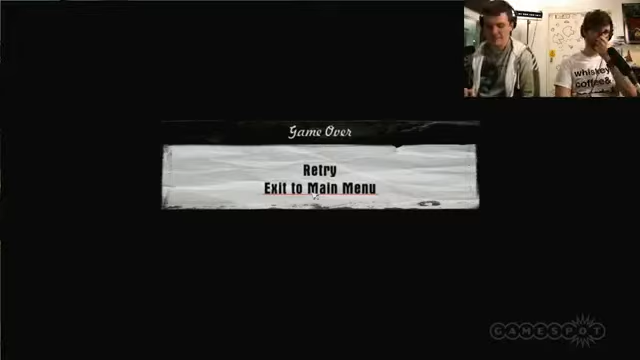 whiskey
coffee&
Game Over
Retry
Exit to Main Menu
GAMESPOT